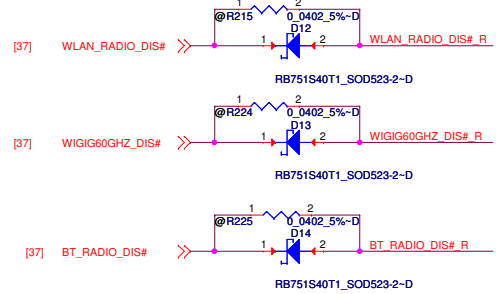 1 2
@R215 0_0402_5%~D
D12
[37] WLAN_RADIO_DIS# 1 2 WLAN_RADIO_DIS#_R
RB751S40T1_SOD523-2~D
1 2
@R224 0_0402_5%~D
D13
[37] WIGIG60GHZ_DIS# 1 2 WIGIG60GHZ_DIS#_R
RB751S40T1_SOD523-2~D
1 2
@R225 0_0402_5%~D
D14
[37] BT_RADIO_DIS# 1 2 BT_RADIO_DIS#_R
RB751S40T1_SOD523-2~D